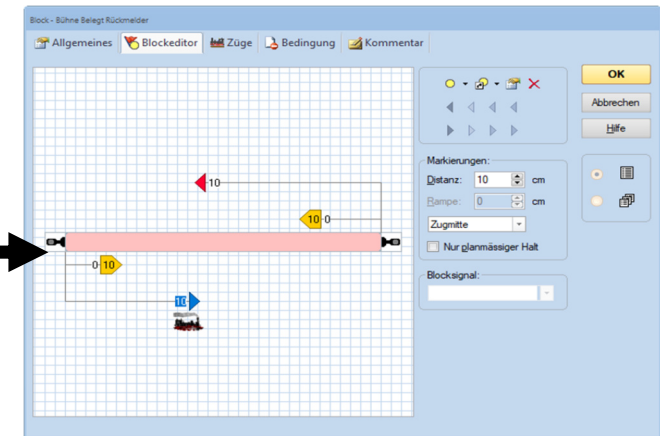 Block - Bühne Belegt Rückmelder
Allgemeines Blockeditor Züge Bedingung Kommentar
OK
Abbrechen
Hilfe
Markierungen:
Distanz: 10 cm
Rampe: 0 cm
Zugmitte
Nur planmässiger Halt
Blocksignal:
10
10 0
0 10
10